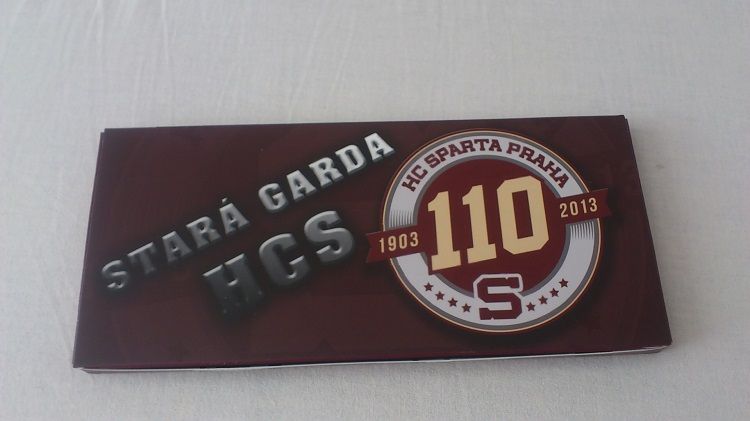 STARÁ GARDA
HCS
HC SPARTA PRAHA
1903 110 2013
S